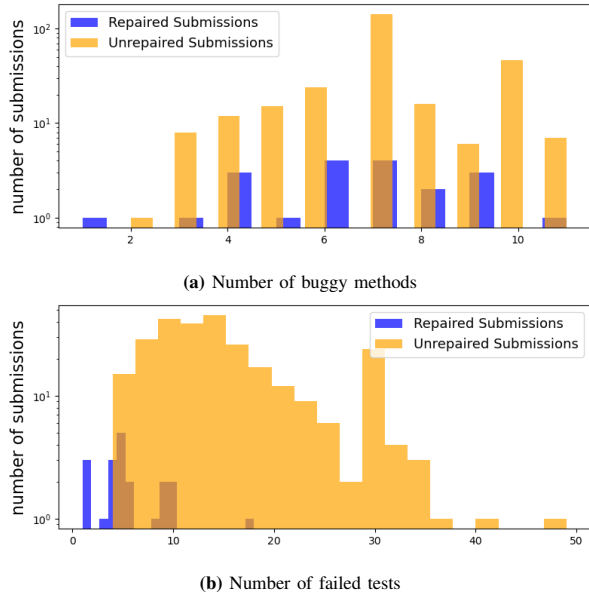 Repaired Submissions
Unrepaired Submissions
number of submissions
10²
10¹
10⁰
2 4 6 8 10
(a) Number of buggy methods
Repaired Submissions
Unrepaired Submissions
number of submissions
10¹
10⁰
0 10 20 30 40 50
(b) Number of failed tests